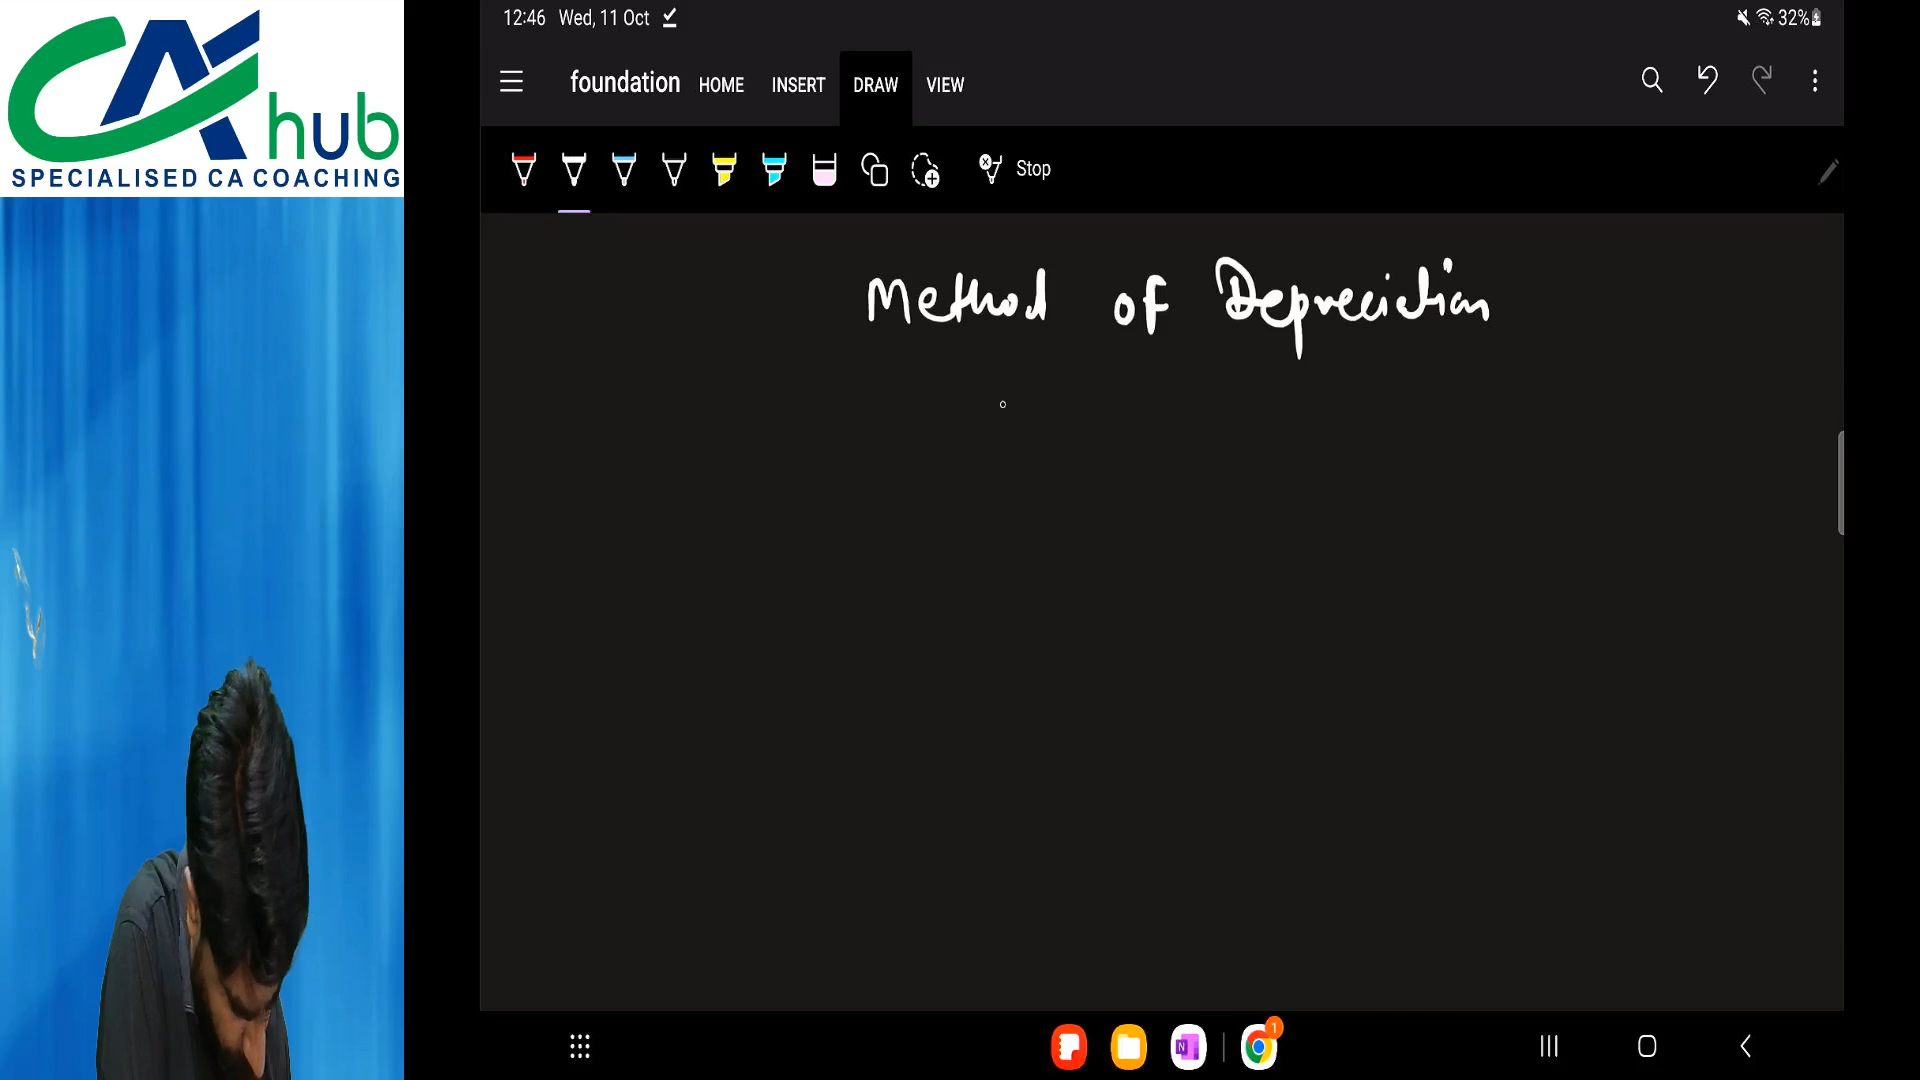 CA hub
SPECIALISED CA COACHING
12:46 Wed, 11 Oct
32%
foundation HOME INSERT DRAW VIEW
Stop
Method of Depreciation
N
1